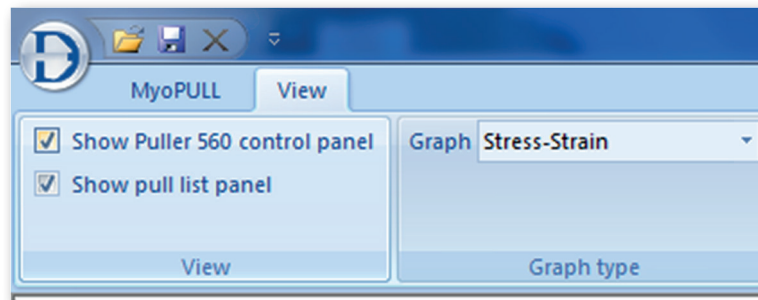 D
MyoPULL View
Show Puller 560 control panel Graph Stress-Strain
Show pull list panel
View Graph type